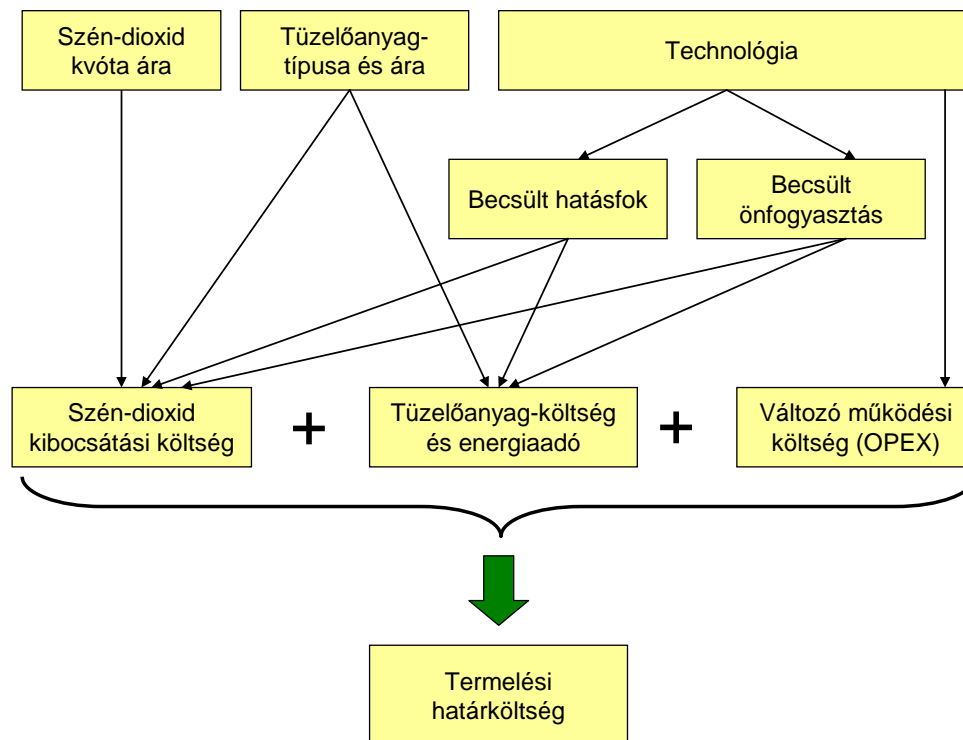 Szén-dioxid
kvóta ára
Tüzelőanyag-
típusa és ára
Technológia
Becsült hatásfok
Becsült
önfogyasztás
Szén-dioxid
kibocsátási költség
+
Tüzelőanyag-költség
és energiaadó
+
Változó működési
költség (OPEX)
Termelési
határköltség